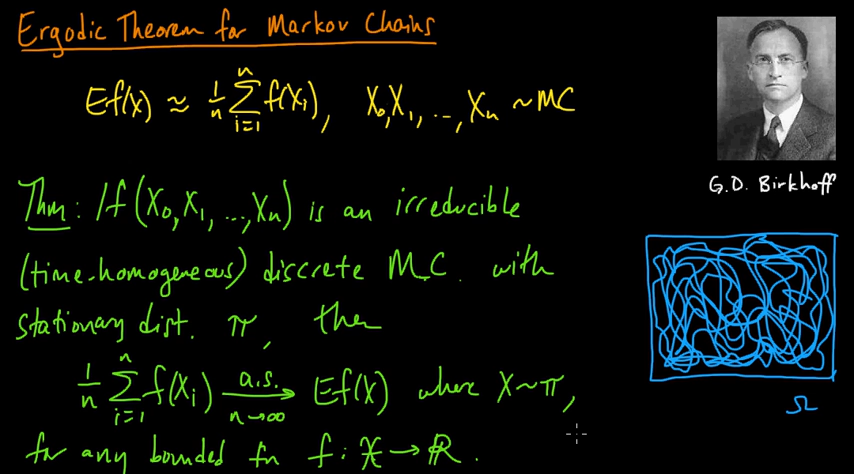 Ergodic Theorem for Markov Chains
Ef(X) ≈ 1/n ∑_{i=1}^{n} f(X_i), X_0, X_1, ..., X_n ~ MC
G.D. Birkhoff
Thm: If (X_0, X_1, ..., X_n) is an irreducible
(time-homogeneous) discrete M.C. with
stationary dist. π, then
1/n ∑_{i=1}^{n} f(X_i) →^{a.s.}_{n→∞} Ef(X) where X~π,
for any bounded fn f: 𝒳 → ℝ.
Ω